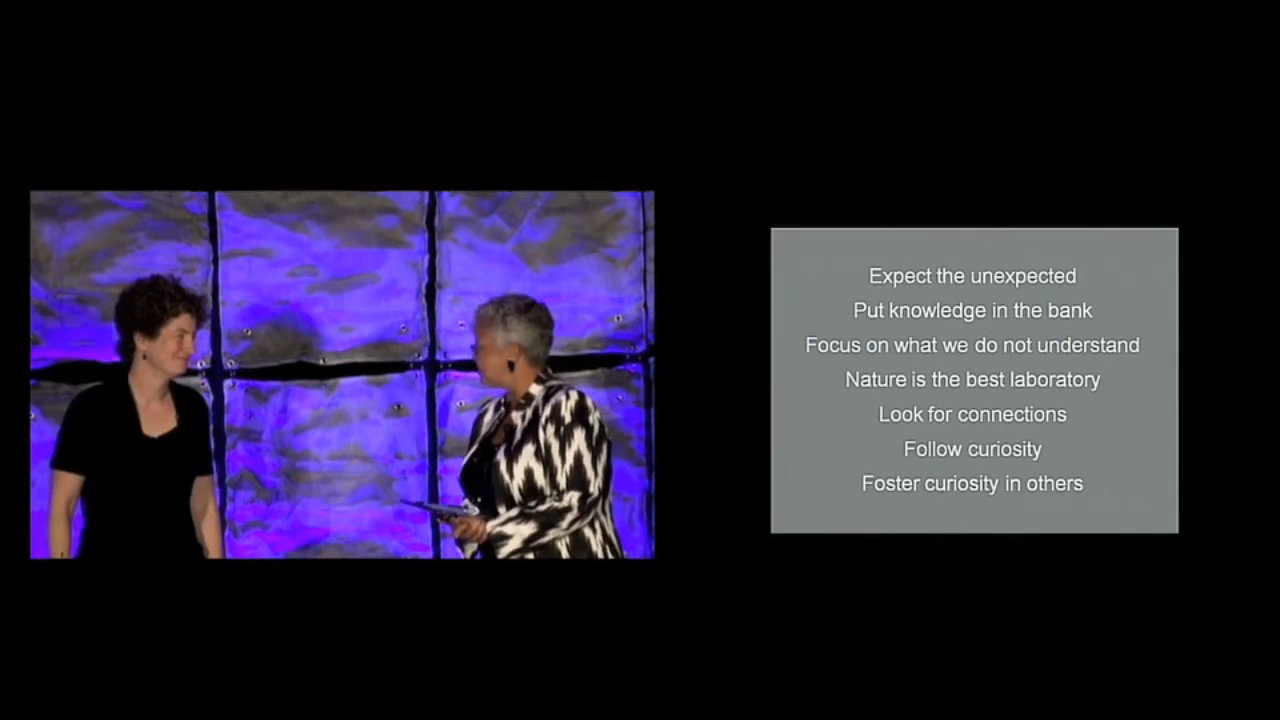 Expect the unexpected
Put knowledge in the bank
Focus on what we do not understand
Nature is the best laboratory
Look for connections
Follow curiosity
Foster curiosity in others